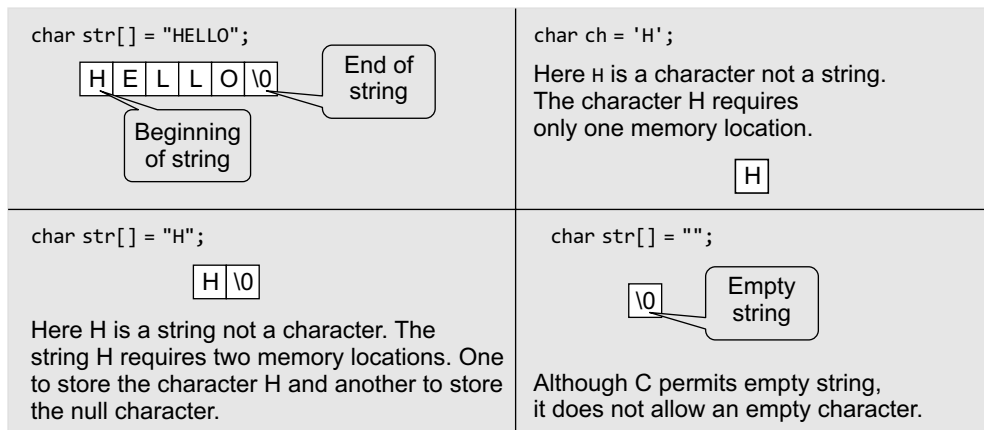 char str[] = "HELLO";
H E L L O \0
End of
string
Beginning
of string
char ch = 'H';
Here H is a character not a string.
The character H requires
only one memory location.
H
char str[] = "H";
H \0
Here H is a string not a character. The
string H requires two memory locations. One
to store the character H and another to store
the null character.
char str[] = "";
\0
Empty
string
Although C permits empty string,
it does not allow an empty character.